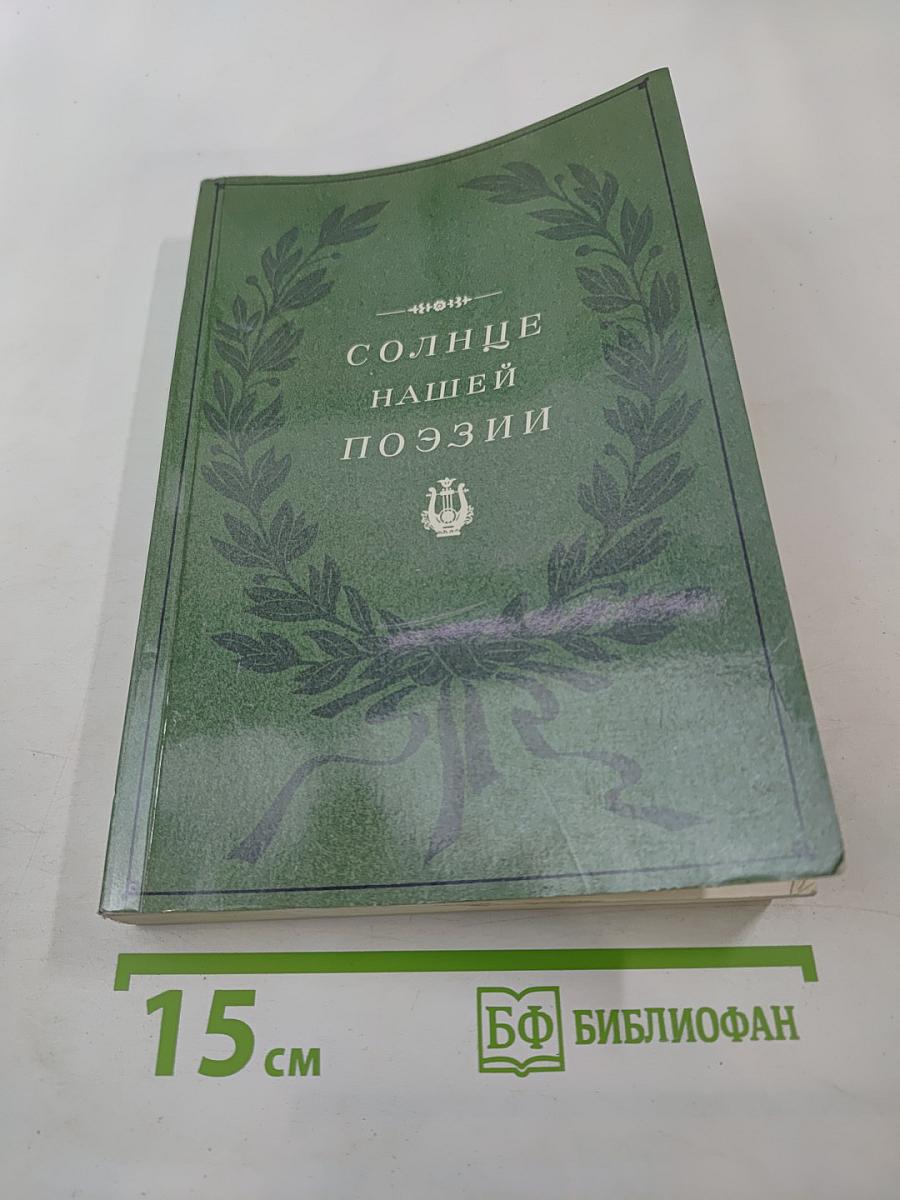 СОЛНЦЕ
НАШЕЙ
ПОЭЗИИ
15 см
БФ БИБЛИОФАН